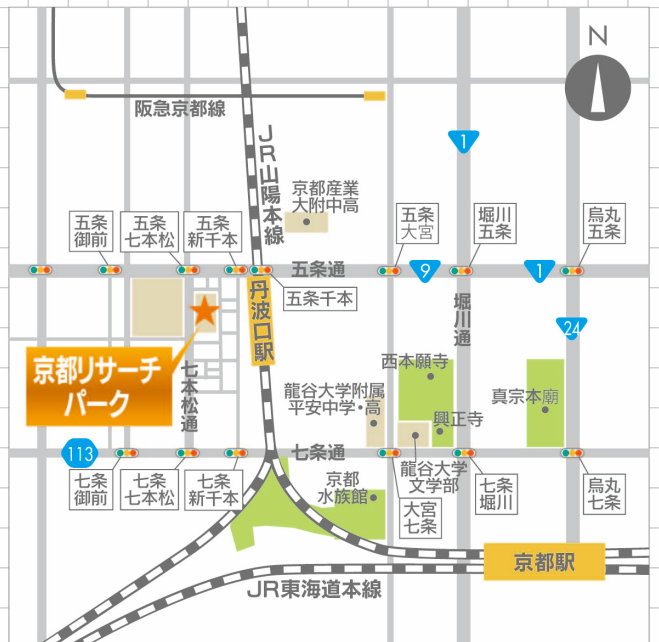 N
阪急京都線
1
JR山陽本線
京都産業
大附中高
五条
御前
五条
七本松
五条
新千本
五条
大宮
堀川
五条
烏丸
五条
五条通
9
1
五条千本
丹波口駅
堀川通
24
京都リサーチ
パーク
七本松通
西本願寺
龍谷大学附属
平安中学・高
真宗本廟
興正寺
113
七条通
七条
御前
七条
七本松
七条
新千本
京都
水族館
龍谷大学
文学部
大宮
七条
七条
堀川
烏丸
七条
京都駅
JR東海道本線